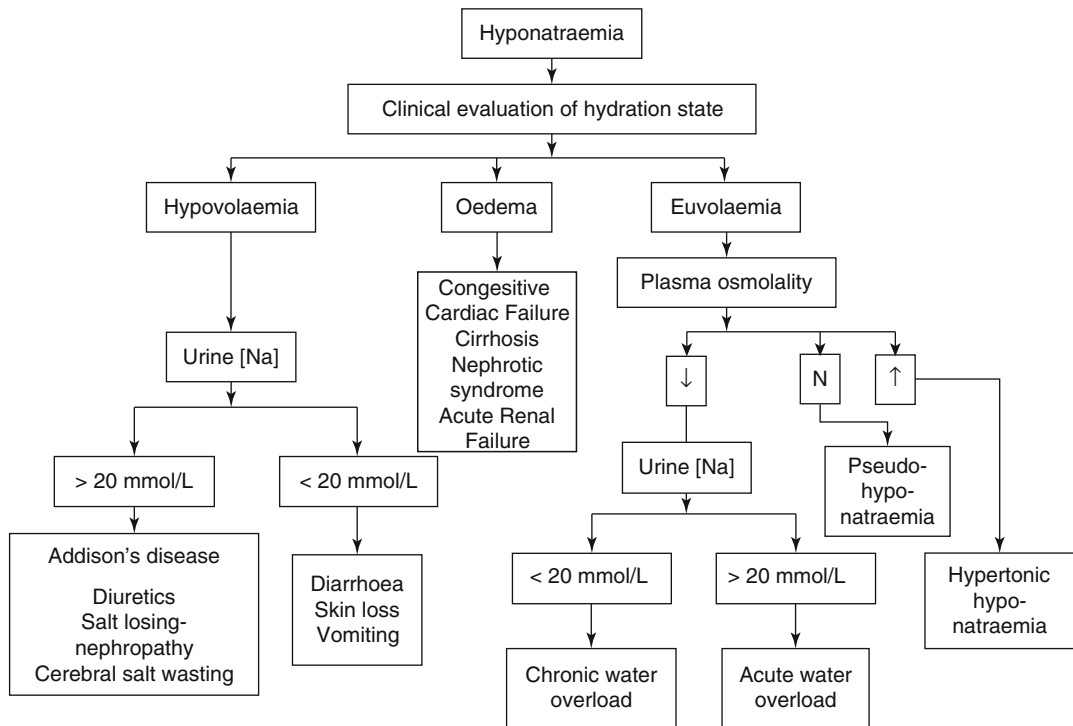 Hyponatraemia
Clinical evaluation of hydration state
Hypovolaemia
Oedema
Euvolaemia
Congesitive
Cardiac Failure
Cirrhosis
Nephrotic
syndrome
Acute Renal
Failure
Plasma osmolality
Urine [Na]
↓
N
↑
> 20 mmol/L
< 20 mmol/L
Urine [Na]
Pseudo-
hypo-
natraemia
Addison's disease
Diuretics
Salt losing-
nephropathy
Cerebral salt wasting
Diarrhoea
Skin loss
Vomiting
< 20 mmol/L
> 20 mmol/L
Hypertonic
hypo-
natraemia
Chronic water
overload
Acute water
overload